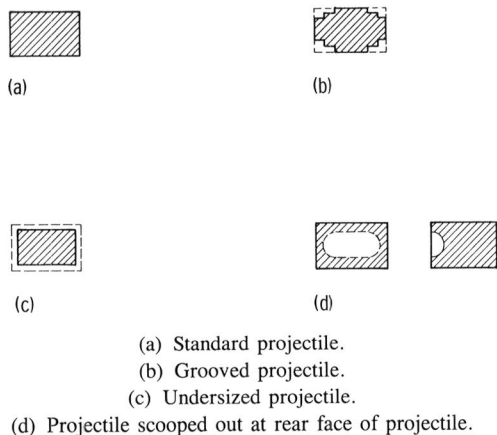 (a)
(b)
(c)
(d)
(a) Standard projectile.
(b) Grooved projectile.
(c) Undersized projectile.
(d) Projectile scooped out at rear face of projectile.